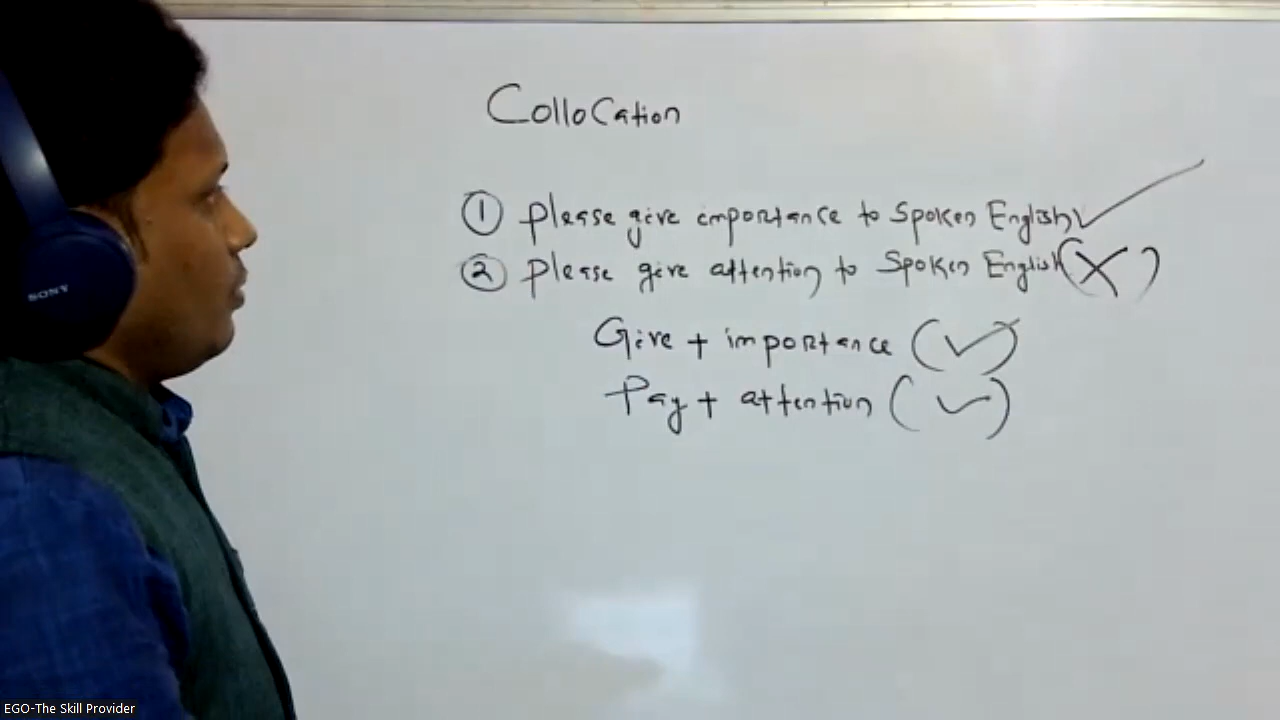 Collocation
① Please give importance to Spoken English ✓
② Please give attention to Spoken English (X)
Give + importance (✓)
Pay + attention (✓)
SONY
EGO-The Skill Provider